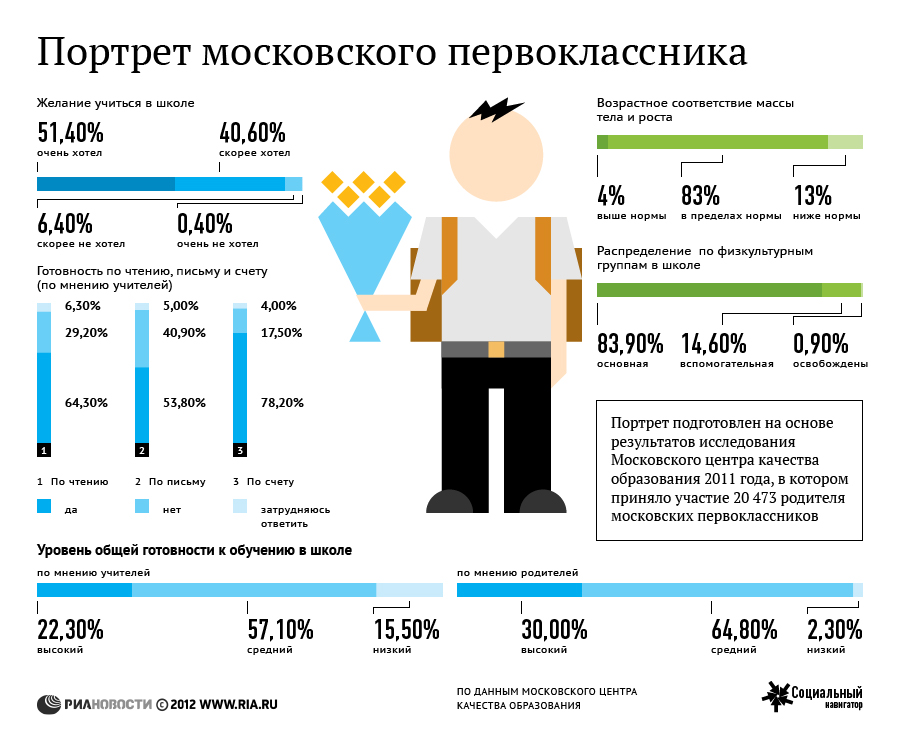 Портрет московского первоклассника
Желание учиться в школе
51,40%
очень хотел
40,60%
скорее хотел
6,40%
скорее не хотел
0,40%
очень не хотел
Готовность по чтению, письму и счету
(по мнению учителей)
6,30%
29,20%
64,30%
1
5,00%
40,90%
53,80%
2
4,00%
17,50%
78,20%
3
1 По чтению
2 По письму
3 По счету
да
нет
затрудняюсь
ответить
Возрастное соответствие массы
тела и роста
4%
выше нормы
83%
в пределах нормы
13%
ниже нормы
Распределение по физкультурным
группам в школе
83,90%
основная
14,60%
вспомогательная
0,90%
освобождены
Портрет подготовлен на основе
результатов исследования
Московского центра качества
образования 2011 года, в котором
приняло участие 20 473 родителя
московских первоклассников
Уровень общей готовности к обучению в школе
по мнению учителей
22,30%
высокий
57,10%
средний
15,50%
низкий
по мнению родителей
30,00%
высокий
64,80%
средний
2,30%
низкий
РИАНОВОСТИ © 2012 WWW.RIA.RU
ПО ДАННЫМ МОСКОВСКОГО ЦЕНТРА
КАЧЕСТВА ОБРАЗОВАНИЯ
Социальный
навигатор